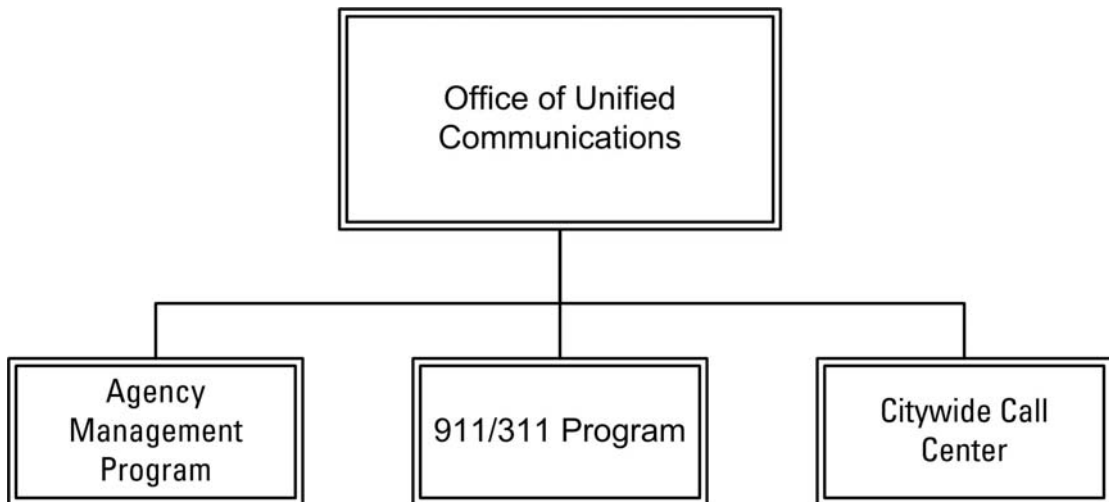 Office of Unified
Communications
Agency
Management
Program
911/311 Program
Citywide Call
Center